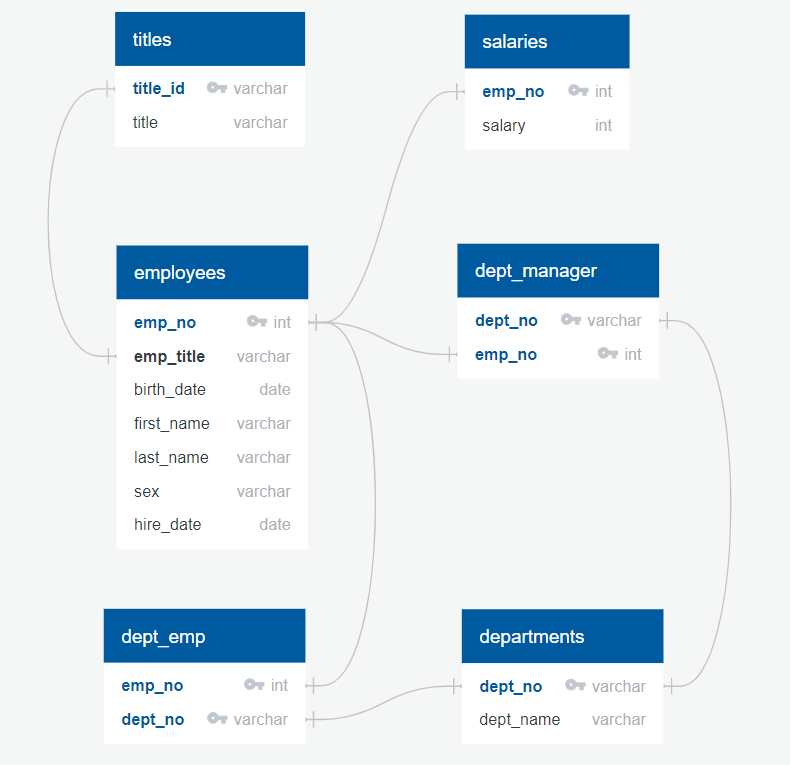 titles
title_id varchar
title varchar
salaries
emp_no int
salary int
employees
emp_no int
emp_title varchar
birth_date date
first_name varchar
last_name varchar
sex varchar
hire_date date
dept_manager
dept_no varchar
emp_no int
dept_emp
emp_no int
dept_no varchar
departments
dept_no varchar
dept_name varchar